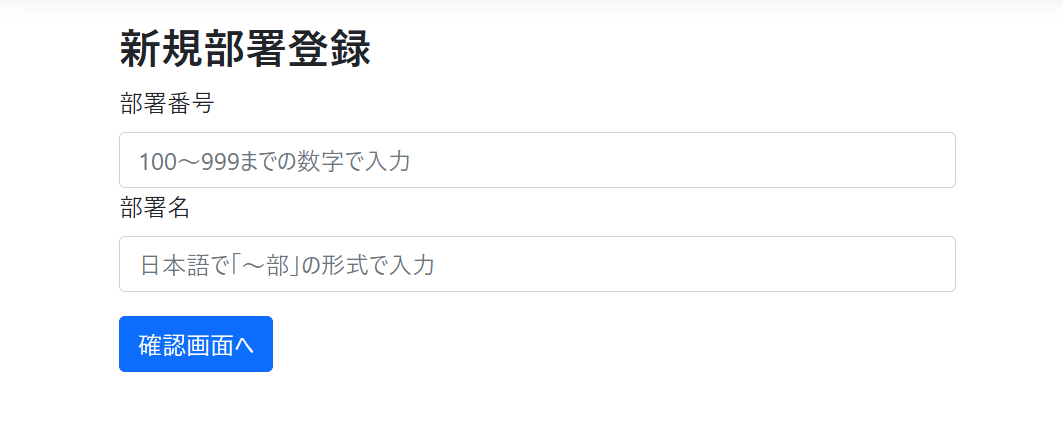 新規部署登録
部署番号
100～999までの数字で入力
部署名
日本語で「～部」の形式で入力
確認画面へ